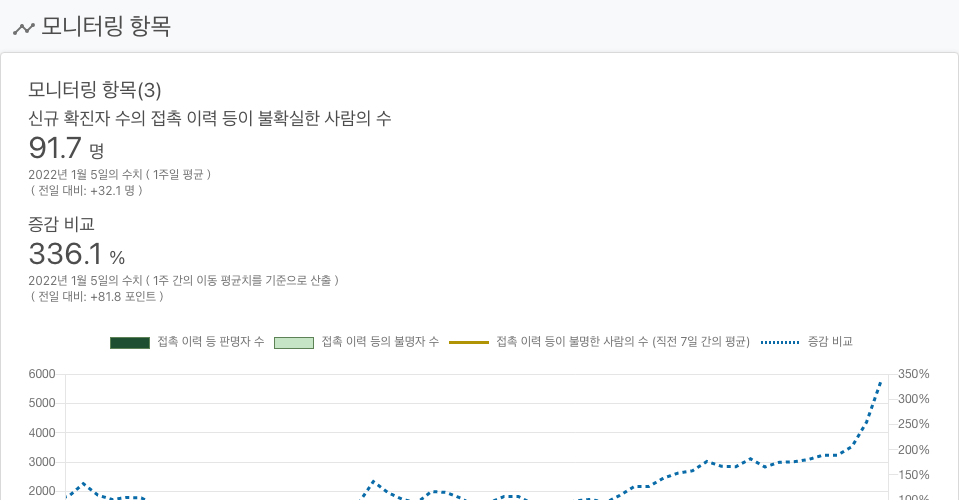 모니터링 항목
모니터링 항목(3)
신규 확진자 수의 접촉 이력 등이 불확실한 사람의 수
91.7 명
2022년 1월 5일의 수치 ( 1주일 평균 )
( 전일 대비: +32.1 명 )
증감 비교
336.1 %
2022년 1월 5일의 수치 ( 1주 간의 이동 평균치를 기준으로 산출 )
( 전일 대비: +81.8 포인트 )
접촉 이력 등 판명자 수 접촉 이력 등의 불명자 수 접촉 이력 등이 불명한 사람의 수 (직전 7일 간의 평균) 증감 비교
6000 350%
5000 300%
4000 250%
3000 200%
2000 150%
100%